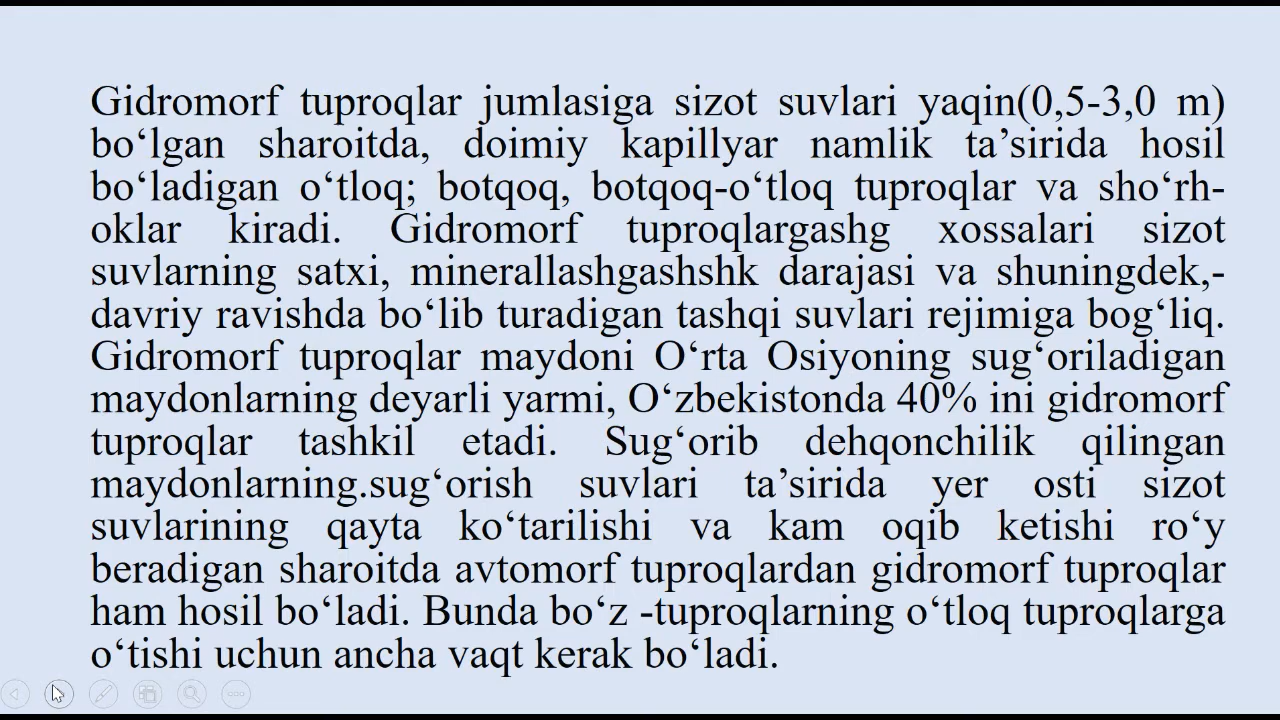 Gidromorf tuproqlar jumlasiga sizot suvlari yaqin(0,5-3,0 m)
bo‘lgan sharoitda, doimiy kapillyar namlik ta’sirida hosil
bo‘ladigan o‘tloq; botqoq, botqoq-o‘tloq tuproqlar va sho‘rh-
oklar kiradi. Gidromorf tuproqlargashg xossalari sizot
suvlarning satxi, minerallashgashshk darajasi va shuningdek,-
davriy ravishda bo‘lib turadigan tashqi suvlari rejimiga bog‘liq.
Gidromorf tuproqlar maydoni O‘rta Osiyoning sug‘oriladigan
maydonlarning deyarli yarmi, O‘zbekistonda 40% ini gidromorf
tuproqlar tashkil etadi. Sug‘orib dehqonchilik qilingan
maydonlarning.sug‘orish suvlari ta’sirida yer osti sizot
suvlarining qayta ko‘tarilishi va kam oqib ketishi ro‘y
beradigan sharoitda avtomorf tuproqlardan gidromorf tuproqlar
ham hosil bo‘ladi. Bunda bo‘z -tuproqlarning o‘tloq tuproqlarga
o‘tishi uchun ancha vaqt kerak bo‘ladi.